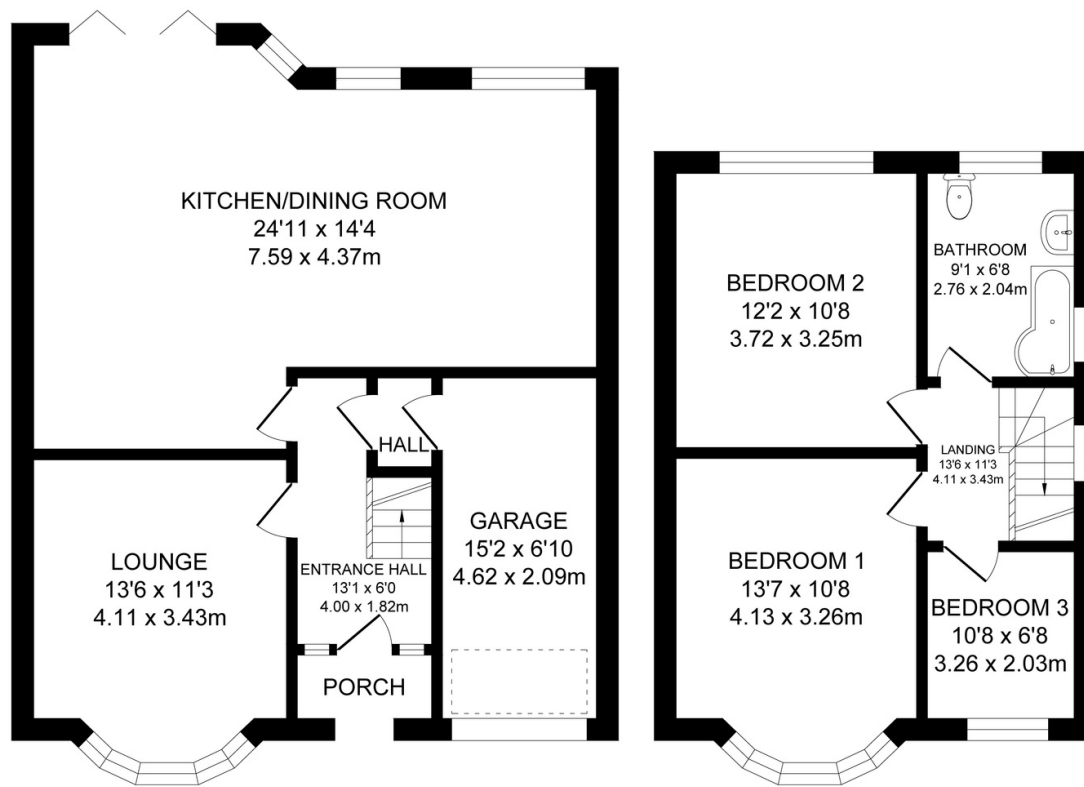 KITCHEN/DINING ROOM
24'11 x 14'4
7.59 x 4.37m
HALL
GARAGE
15'2 x 6'10
4.62 x 2.09m
LOUNGE
13'6 x 11'3
4.11 x 3.43m
ENTRANCE HALL
13'1 x 6'0
4.00 x 1.82m
PORCH
BEDROOM 2
12'2 x 10'8
3.72 x 3.25m
BATHROOM
9'1 x 6'8
2.76 x 2.04m
LANDING
13'6 x 11'3
4.11 x 3.43m
BEDROOM 1
13'7 x 10'8
4.13 x 3.26m
BEDROOM 3
10'8 x 6'8
3.26 x 2.03m